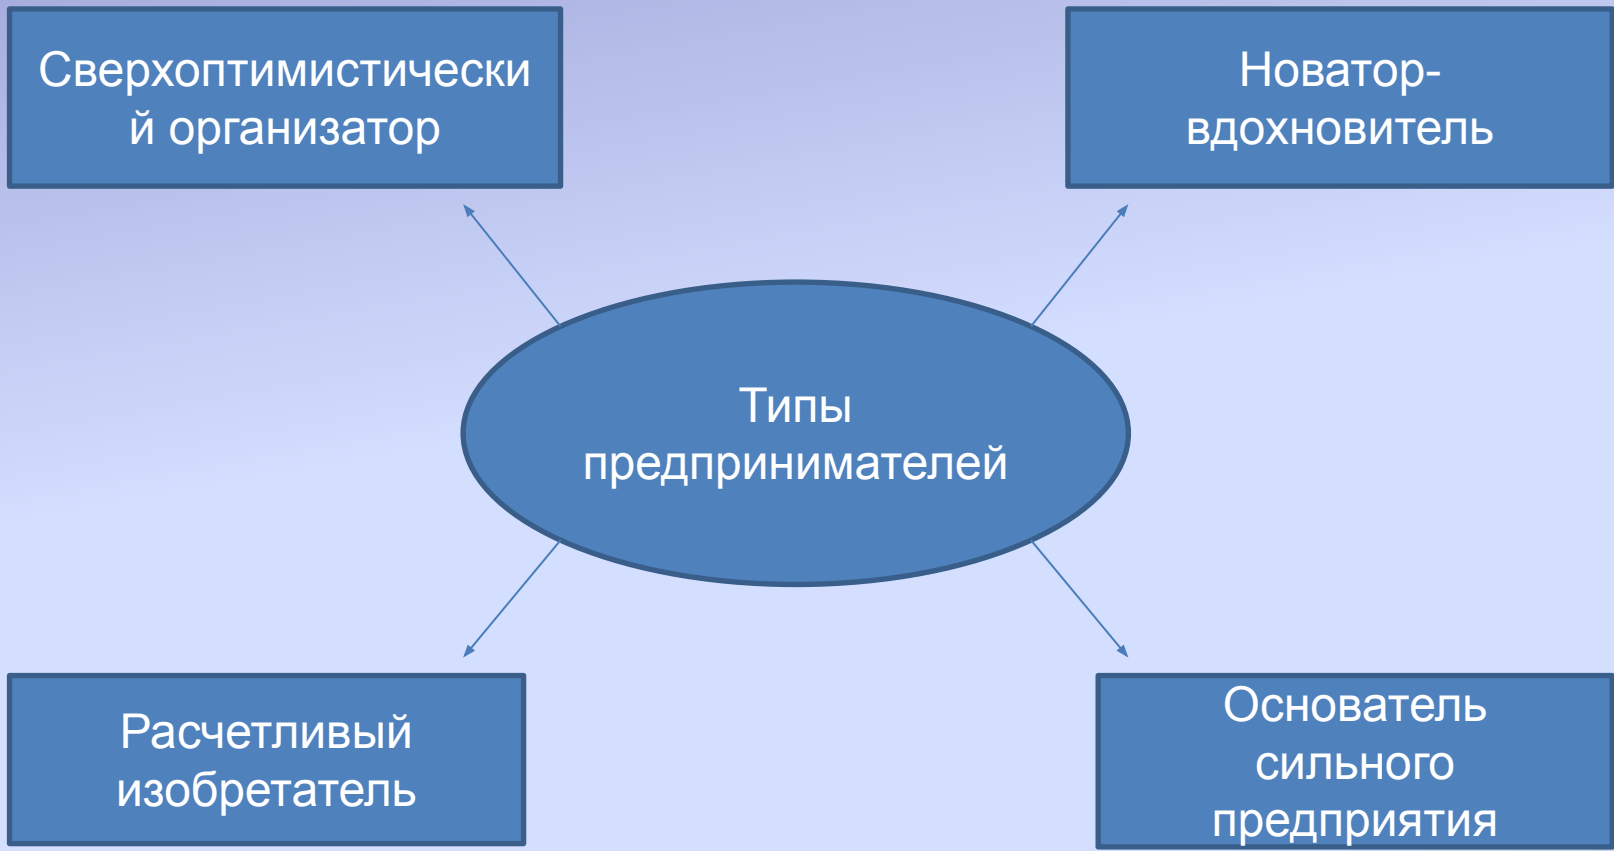 Сверхоптимистически
й организатор
Новатор-
вдохновитель
Типы
предпринимателей
Расчетливый
изобретатель
Основатель
сильного
предприятия